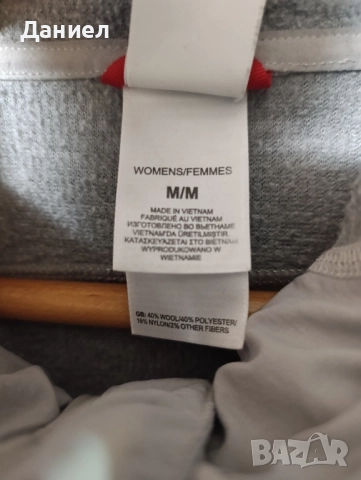 Даниел
WOMENS/FEMMES
M/M
MADE IN VIETNAM
FABRIQUÉ AU VIETNAM
ИЗГОТОВЛЕНО ВО ВЬЕТНАМЕ
VIETNAM'DA ÜRETILMIŞTIR.
ΚΑΤΑΣΚΕΥΑΖΕΤΑΙ ΣΤΟ ΒΙΕΤΝΑΜ
WYPRODUKOWANO W
WIETNAMIE
GB: 40% WOOL/40% POLYESTER/
18% NYLON/2% OTHER FIBERS
BAZAR